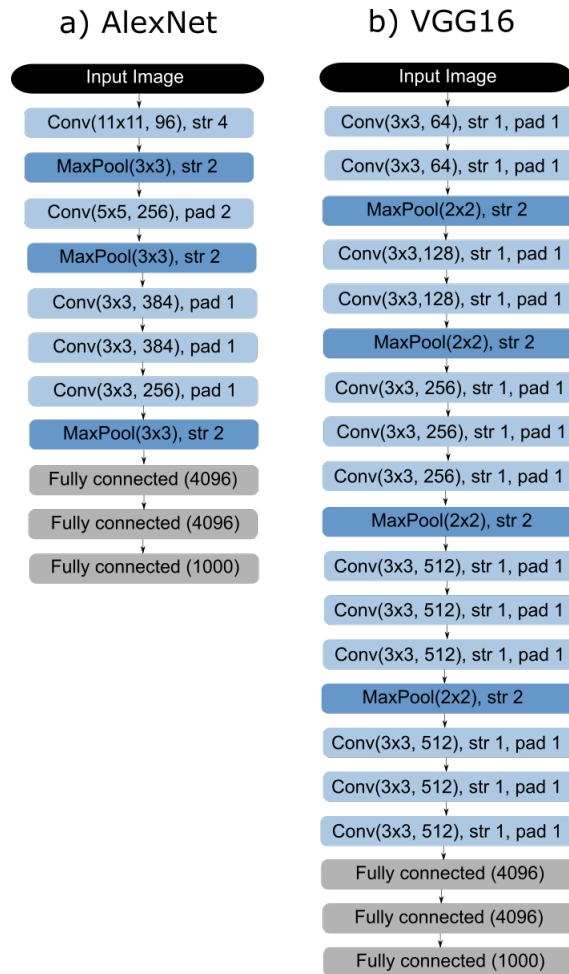 a) AlexNet
Input Image
Conv(11x11, 96), str 4
MaxPool(3x3), str 2
Conv(5x5, 256), pad 2
MaxPool(3x3), str 2
Conv(3x3, 384), pad 1
Conv(3x3, 384), pad 1
Conv(3x3, 256), pad 1
MaxPool(3x3), str 2
Fully connected (4096)
Fully connected (4096)
Fully connected (1000)
b) VGG16
Input Image
Conv(3x3, 64), str 1, pad 1
Conv(3x3, 64), str 1, pad 1
MaxPool(2x2), str 2
Conv(3x3,128), str 1, pad 1
Conv(3x3,128), str 1, pad 1
MaxPool(2x2), str 2
Conv(3x3, 256), str 1, pad 1
Conv(3x3, 256), str 1, pad 1
Conv(3x3, 256), str 1, pad 1
MaxPool(2x2), str 2
Conv(3x3, 512), str 1, pad 1
Conv(3x3, 512), str 1, pad 1
Conv(3x3, 512), str 1, pad 1
MaxPool(2x2), str 2
Conv(3x3, 512), str 1, pad 1
Conv(3x3, 512), str 1, pad 1
Conv(3x3, 512), str 1, pad 1
Fully connected (4096)
Fully connected (4096)
Fully connected (1000)